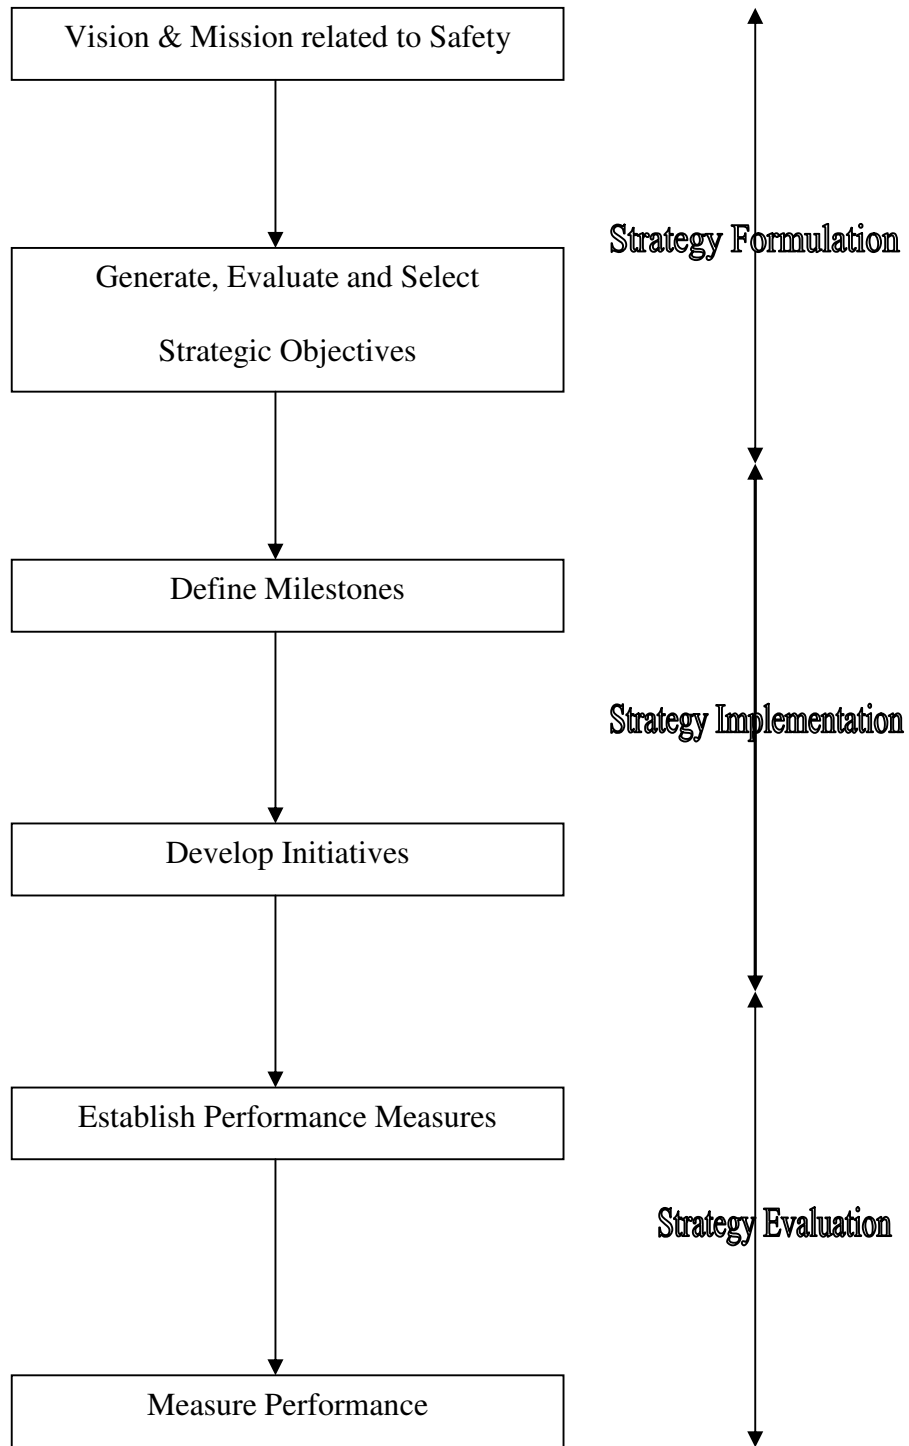 Vision & Mission related to Safety
Strategy Formulation
Generate, Evaluate and Select
Strategic Objectives
Define Milestones
Strategy Implementation
Develop Initiatives
Establish Performance Measures
Strategy Evaluation
Measure Performance